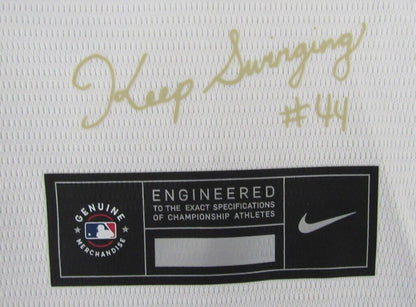 Keep Swinging
#44
GENUINE
MERCHANDISE
ENGINEERED
TO THE EXACT SPECIFICATIONS
OF CHAMPIONSHIP ATHLETES